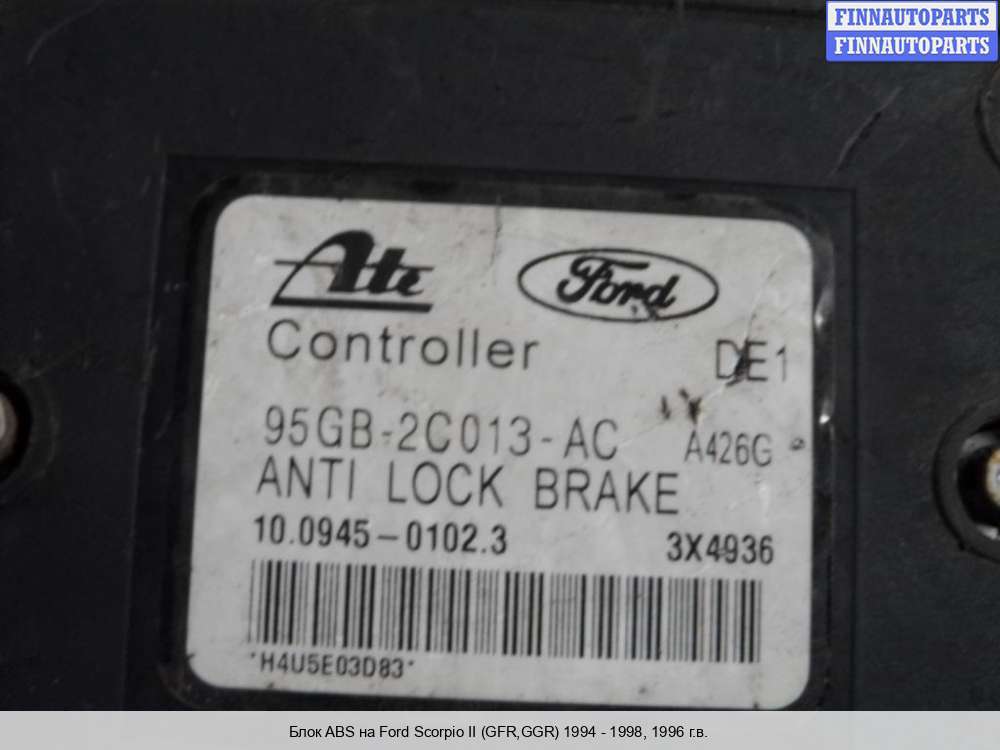 FINNAUTOPARTS
FINNAUTOPARTS
Ate Ford
Controller DE1
95GB-2C013-AC A426G
ANTI LOCK BRAKE
10.0945-0102.3 3X4936
*H4U5E03D83*
Блок ABS на Ford Scorpio II (GFR,GGR) 1994 - 1998, 1996 г.в.